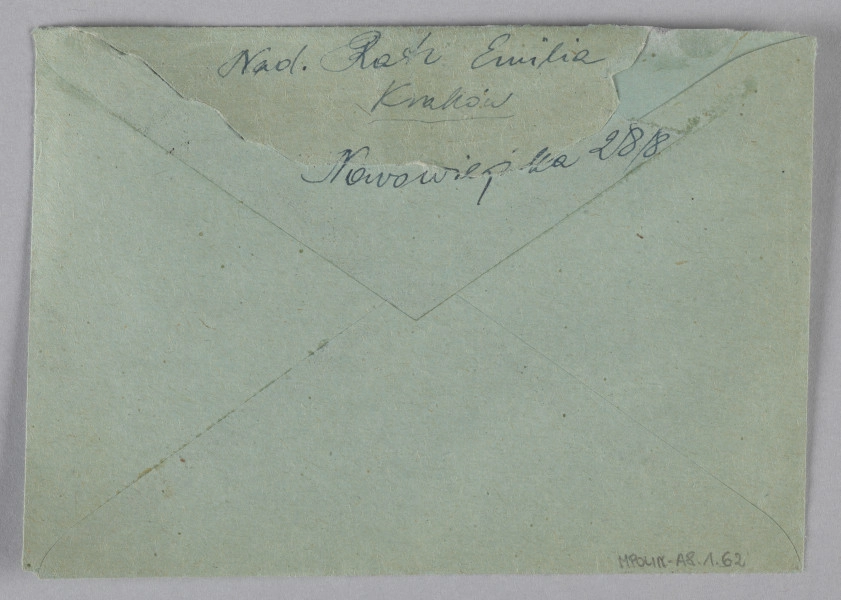 Nad. Rath Emilia
Kraków
Nowowiejska 28/8
MPOLIN-A8.1.62